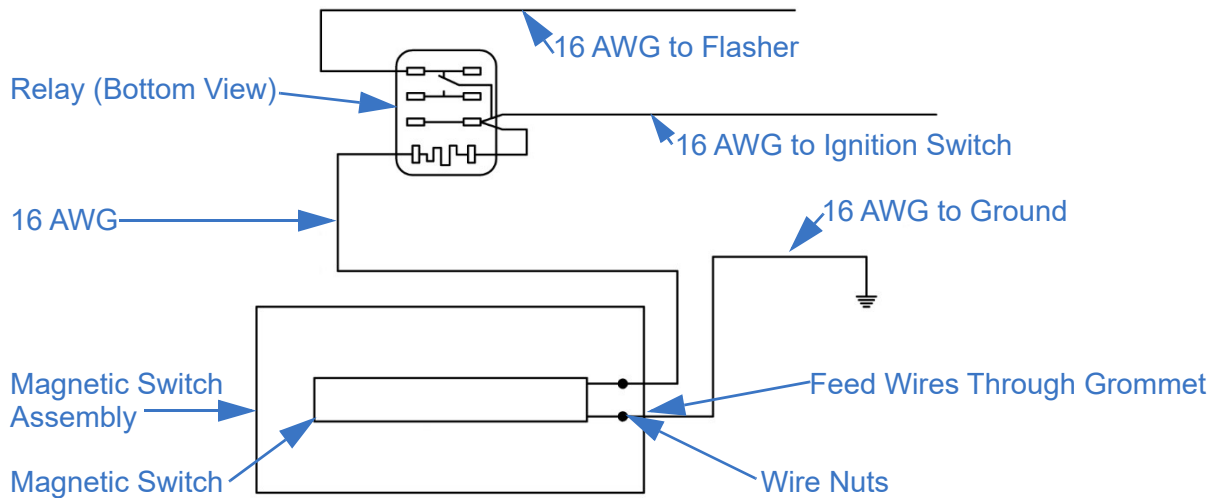 16 AWG to Flasher
Relay (Bottom View)
16 AWG to Ignition Switch
16 AWG
16 AWG to Ground
Magnetic Switch
Assembly
Feed Wires Through Grommet
Magnetic Switch
Wire Nuts